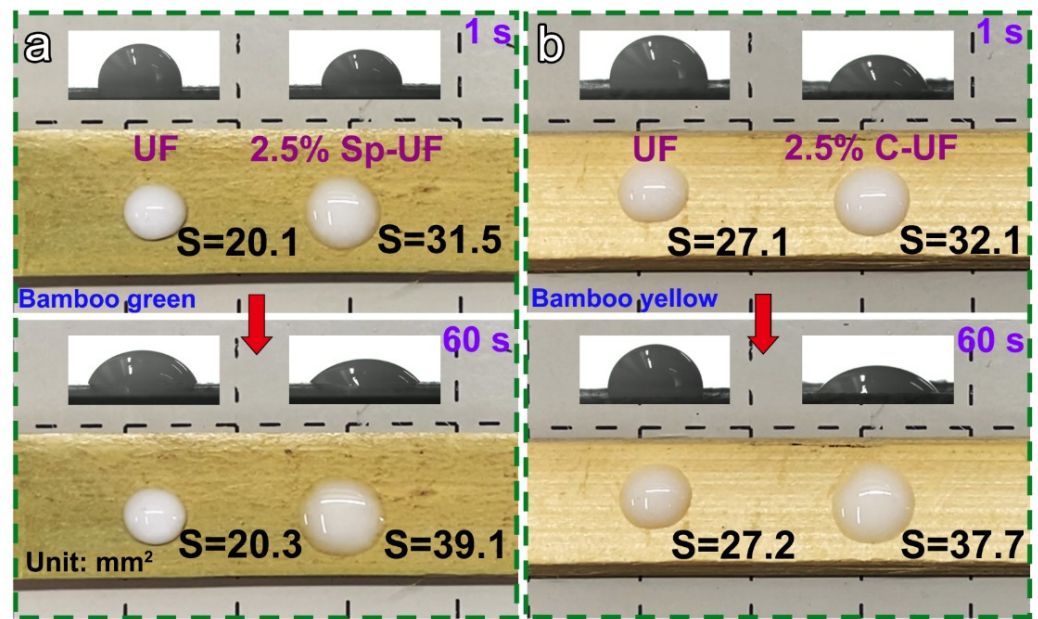 a
1 s
UF
2.5% Sp-UF
S=20.1
S=31.5
Bamboo green
60 s
S=20.3
S=39.1
Unit: mm²
b
1 s
UF
2.5% C-UF
S=27.1
S=32.1
Bamboo yellow
60 s
S=27.2
S=37.7